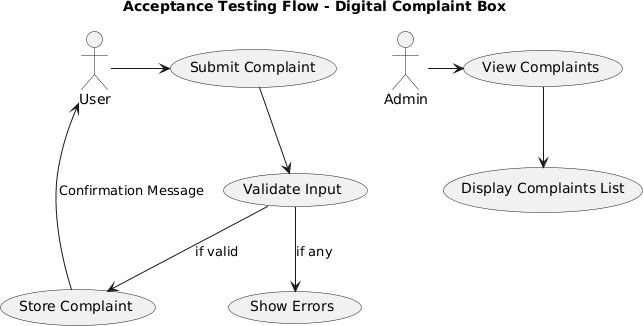 Acceptance Testing Flow - Digital Complaint Box
User
Submit Complaint
Admin
View Complaints
Confirmation Message
Validate Input
Display Complaints List
if valid
if any
Store Complaint
Show Errors